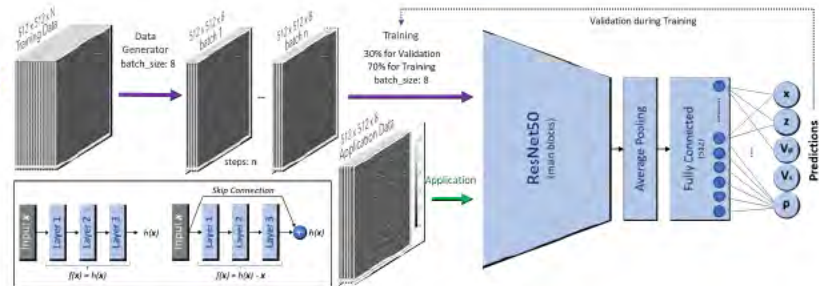 512 x 512 x N
Training Data
Data
Generator
batch_size: 8
512 x 512 x 8
batch 1
...
512 x 512 x 8
batch n
steps: n
Training
30% for Validation
70% for Training
batch_size: 8
Validation during Training
512 x 512 x 8
Application Data
Application
ResNet50
(main blocks)
Average Pooling
Fully Connected
(512)
...
x
z
Vp
Vs
ρ
Predictions
Input x
Layer 1
Layer 2
Layer 3
h(x)
f(x) = h(x)
Skip Connection
Input x
Layer 1
Layer 2
Layer 3
+
h(x)
f(x) = h(x) - x